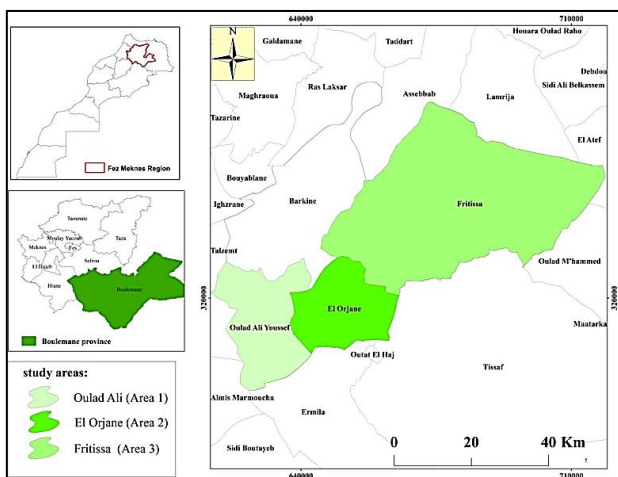 Fez Meknes Region
Taounate
Moulay Yacoub
Meknes
Fes
Taza
Sefrou
El Hajeb
Ifrane
Boulemane
Boulemane province
study areas:
Oulad Ali (Area 1)
El Orjane (Area 2)
Fritissa (Area 3)
640000
710000
N
Galdamane
Taddart
Houara Oulad Raho
Debdou
Ras Laksar
Assebbab
Lamrija
Sidi Ali Belkassem
Maghraoua
Tazarine
El Atef
Bouyablane
Barkine
Ighzrane
Fritissa
Talzemt
Oulad M'hammed
320000
320000
El Orjane
Oulad Ali Youssef
Maatarka
Outat El Haj
Tissaf
Almis Marmoucha
Ermila
Sidi Boutayeb
0 20 40 Km
640000
710000